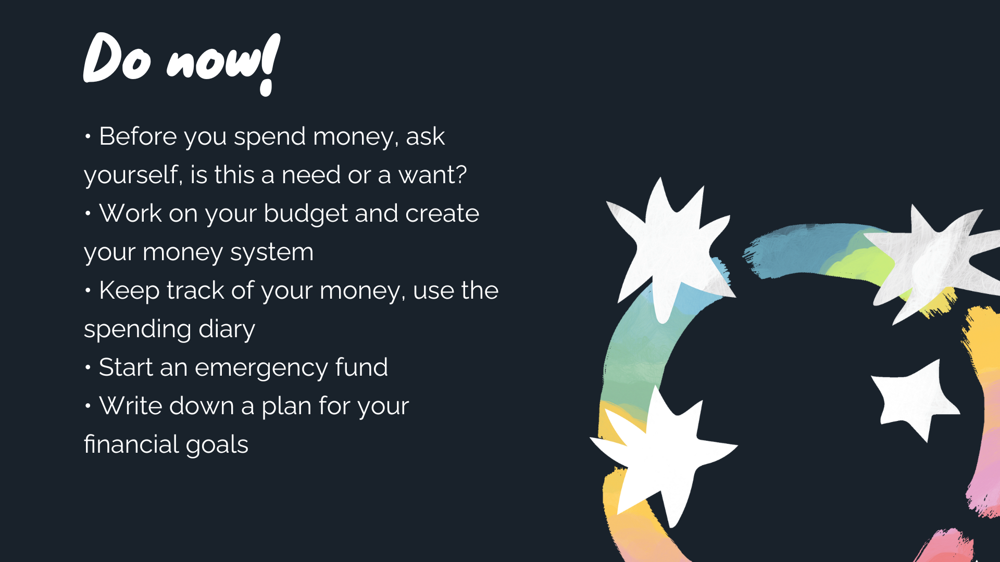 Do now!
• Before you spend money, ask
yourself, is this a need or a want?
• Work on your budget and create
your money system
• Keep track of your money, use the
spending diary
• Start an emergency fund
• Write down a plan for your
financial goals